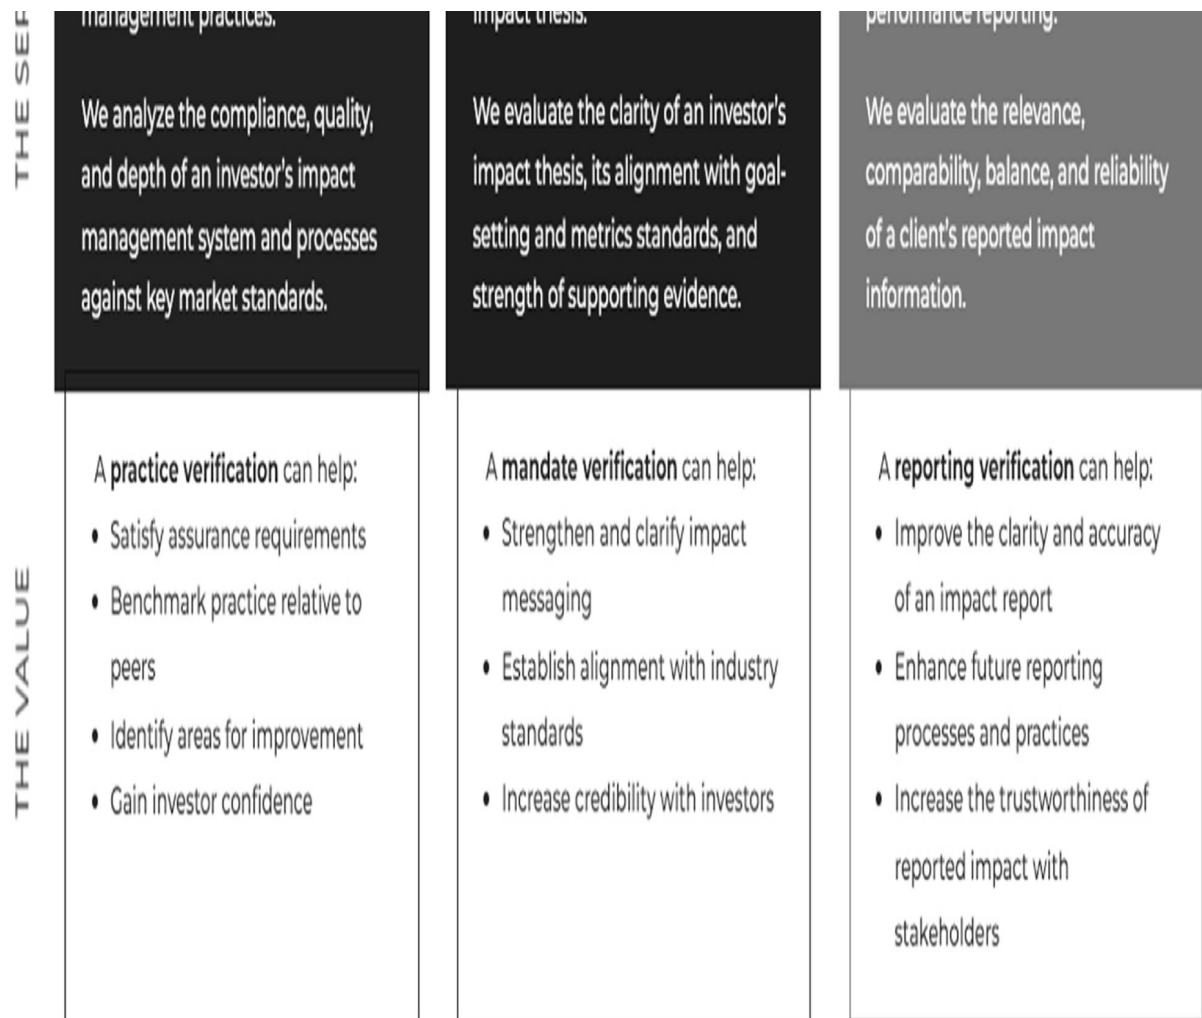 management practices.
We analyze the compliance, quality,
and depth of an investor's impact
management system and processes
against key market standards.
impact thesis.
We evaluate the clarity of an investor's
impact thesis, its alignment with goal-
setting and metrics standards, and
strength of supporting evidence.
performance reporting.
We evaluate the relevance,
comparability, balance, and reliability
of a client's reported impact
information.
THE VALUE
A practice verification can help:
• Satisfy assurance requirements
• Benchmark practice relative to
peers
• Identify areas for improvement
• Gain investor confidence
A mandate verification can help:
• Strengthen and clarify impact
messaging
• Establish alignment with industry
standards
• Increase credibility with investors
A reporting verification can help:
• Improve the clarity and accuracy
of an impact report
• Enhance future reporting
processes and practices
• Increase the trustworthiness of
reported impact with
stakeholders